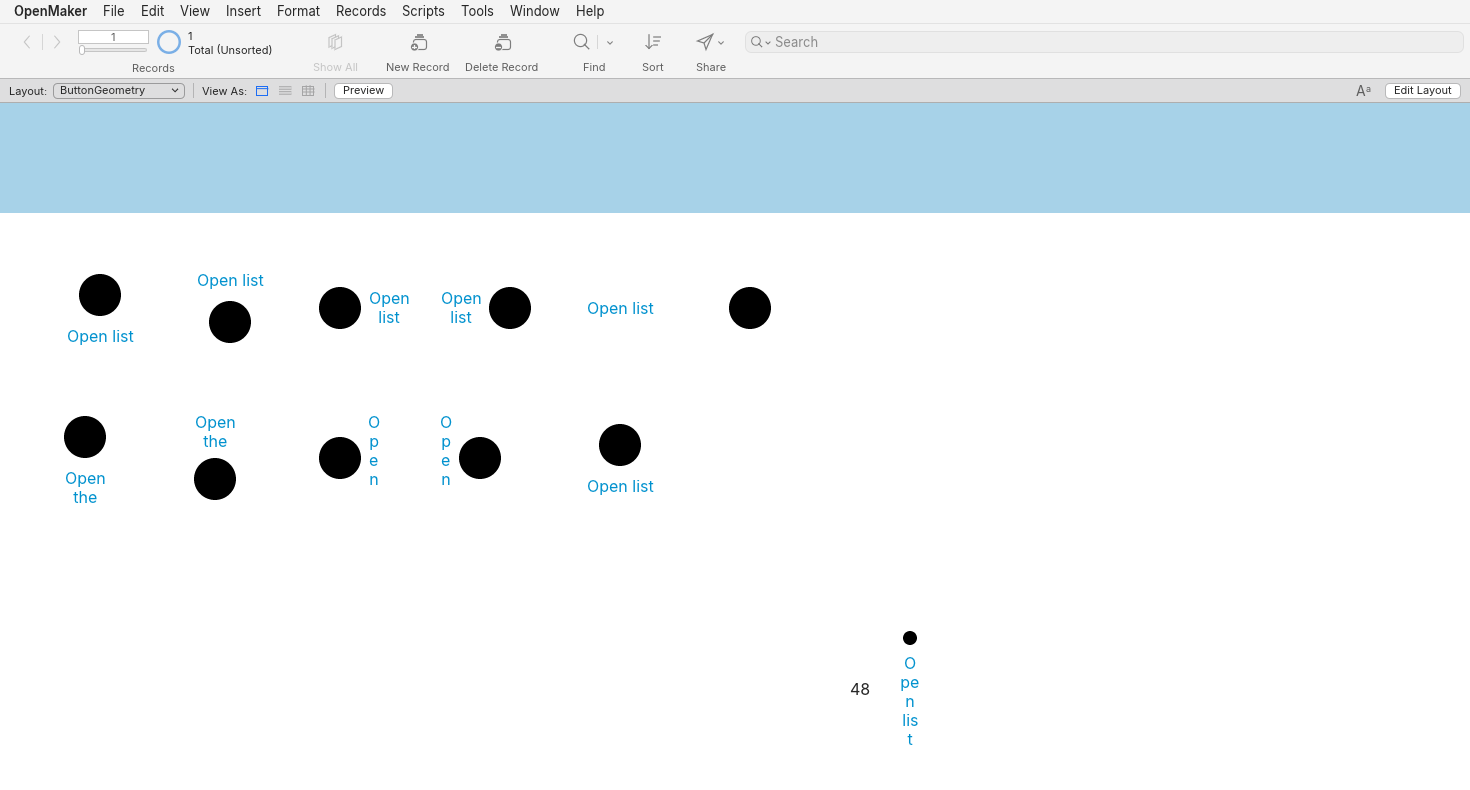 OpenMaker File Edit View Insert Format Records Scripts Tools Window Help
1
1
Total (Unsorted)
Records
Show All
New Record
Delete Record
Find
Sort
Share
Search
Layout: ButtonGeometry
View As:
Preview
Aa
Edit Layout
Open list
Open list
Open
list
Open
list
Open list
Open
the
Open
the
O
p
e
n
O
p
e
n
Open list
48
O
pe
n
lis
t